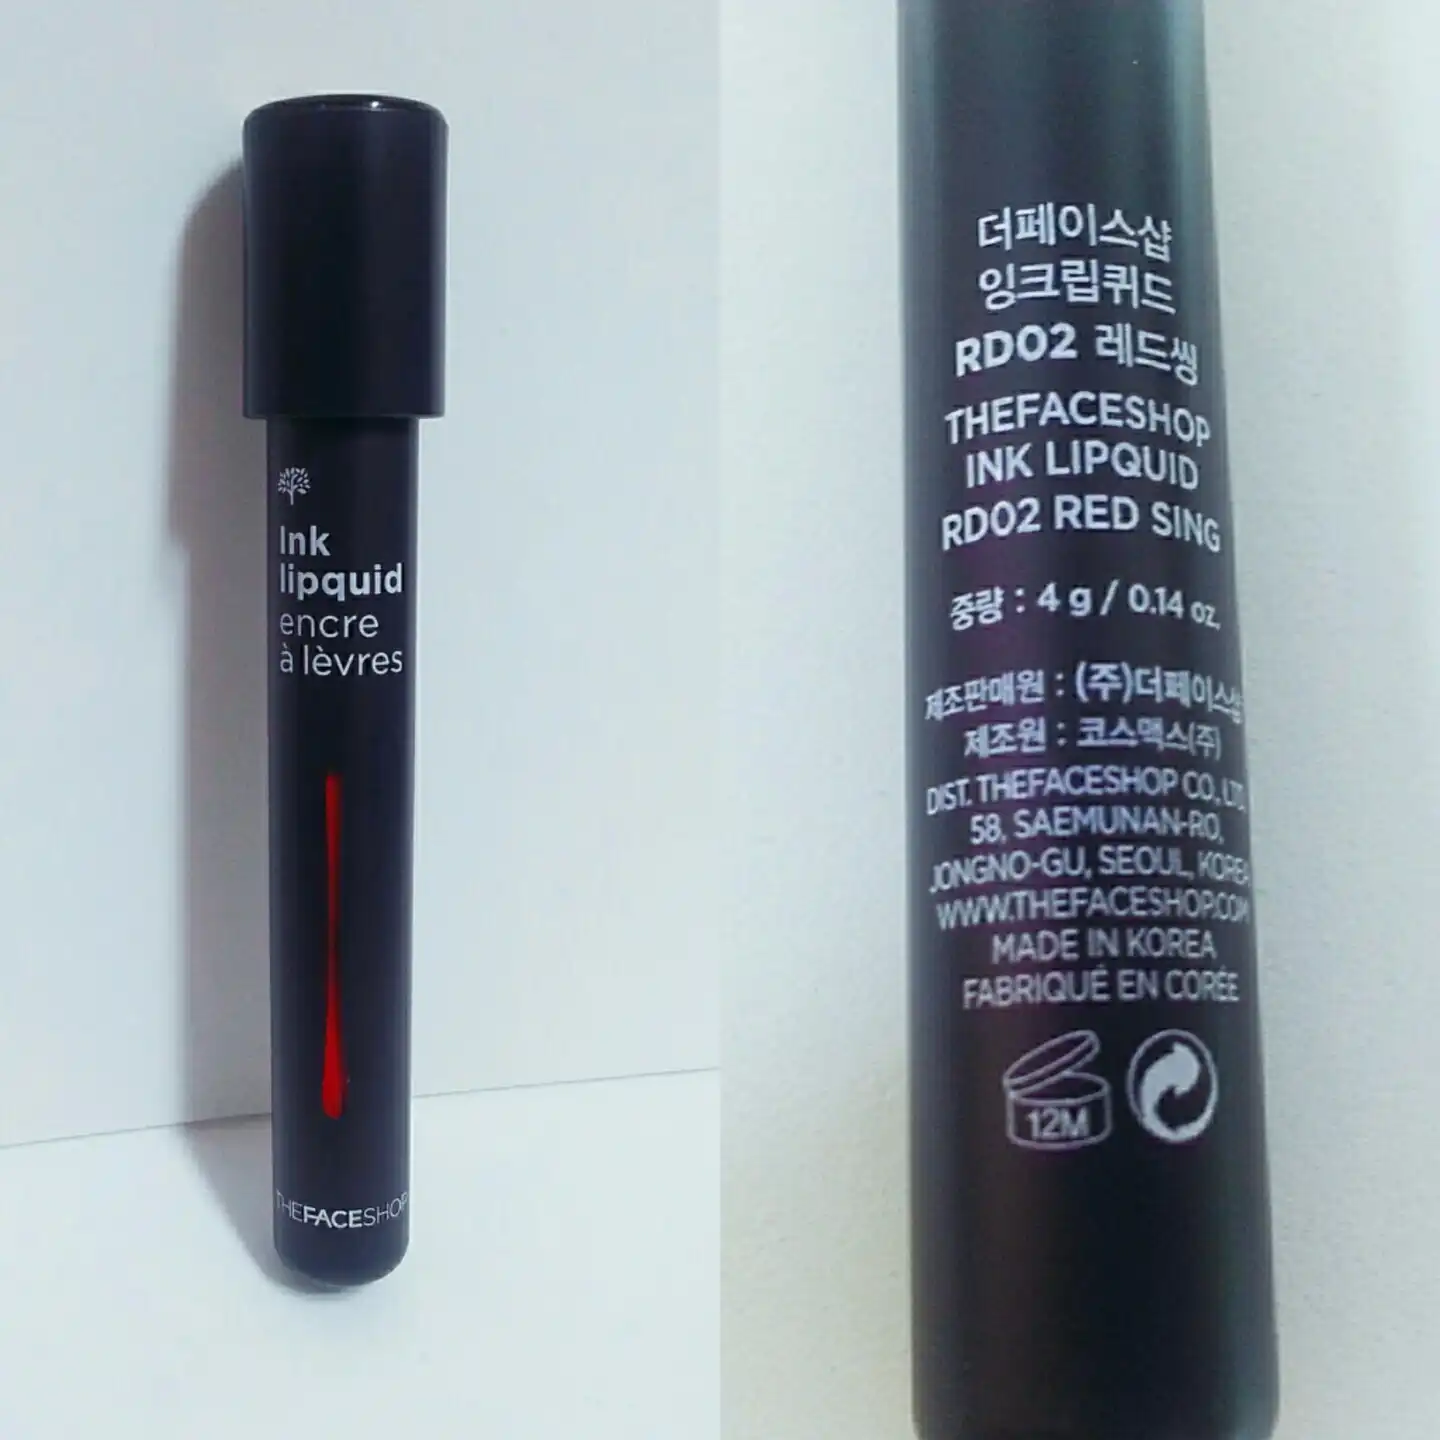 Ink
lipquid
encre
à lèvres
THEFACESHOP
더페이스샵
잉크립퀴드
RD02 레드씽
THEFACESHOP
INK LIPQUID
RD02 RED SING
중량 : 4 g / 0.14 oz.
제조판매원 : (주)더페이스샵
제조원 : 코스맥스(주)
DIST. THEFACESHOP CO., LTD.
58, SAEMUNAN-RO,
JONGNO-GU, SEOUL, KOREA
WWW.THEFACESHOP.COM
MADE IN KOREA
FABRIQUÉ EN CORÉE
12M